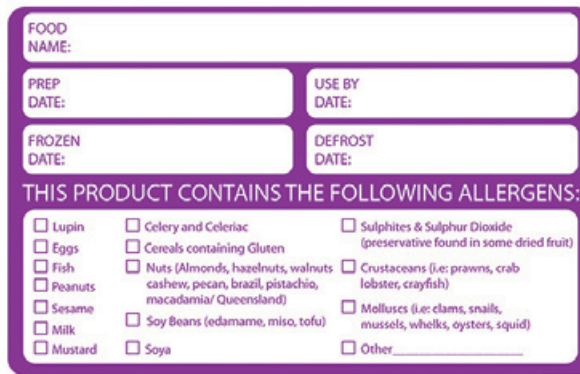 FOOD
NAME:
PREP
DATE:
USE BY
DATE:
FROZEN
DATE:
DEFROST
DATE:
THIS PRODUCT CONTAINS THE FOLLOWING ALLERGENS:
Lupin
Eggs
Fish
Peanuts
Sesame
Milk
Mustard
Celery and Celeriac
Cereals containing Gluten
Nuts (Almonds, hazelnuts, walnuts
cashew, pecan, brazil, pistachio,
macadamia/ Queensland)
Soy Beans (edamame, miso, tofu)
Soya
Sulphites & Sulphur Dioxide
(preservative found in some dried fruit)
Crustaceans (i.e: prawns, crab
lobster, crayfish)
Molluscs (i.e: clams, snails,
mussels, whelks, oysters, squid)
Other____________________